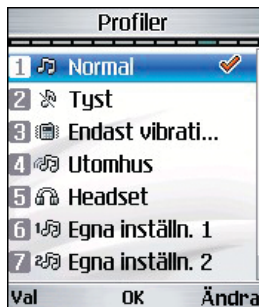 Profiler
1 Normal
2 Tyst
3 Endast vibrati...
4 Utomhus
5 Headset
6 Egna inställn. 1
7 Egna inställn. 2
Val OK Ändra